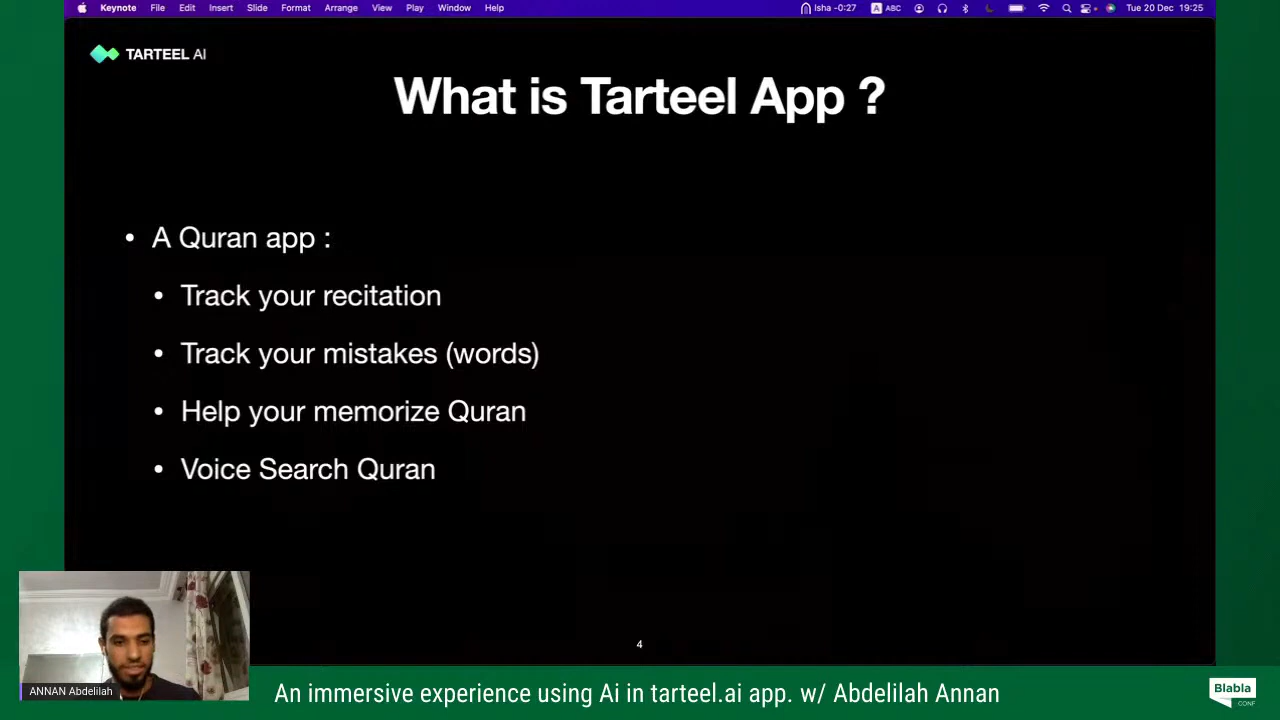 Keynote File Edit Insert Slide Format Arrange View Play Window Help Isha -0:27 A ABC Tue 20 Dec 19:25
TARTEEL AI
What is Tarteel App ?
• A Quran app :
• Track your recitation
• Track your mistakes (words)
• Help your memorize Quran
• Voice Search Quran
4
ANNAN Abdelilah
An immersive experience using Ai in tarteel.ai app. w/ Abdelilah Annan
Blabla
CONF